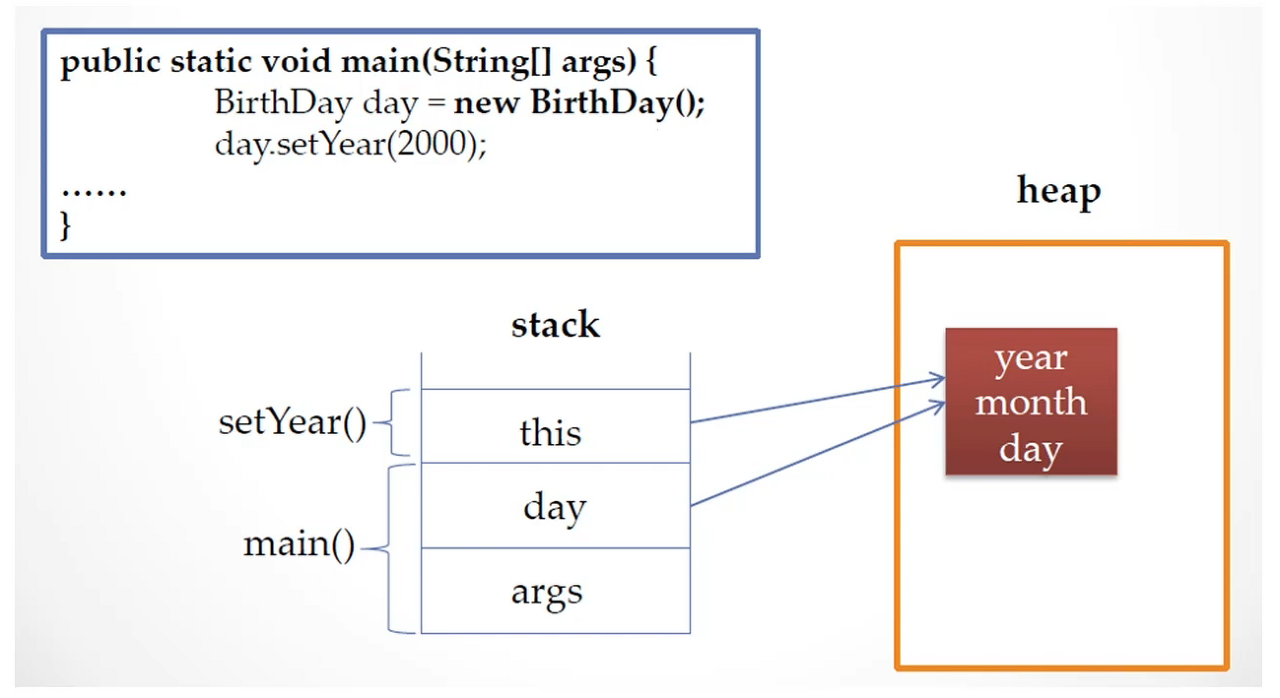 public static void main(String[] args) {
BirthDay day = new BirthDay();
day.setYear(2000);
......
}
heap
stack
year
month
day
setYear()
this
day
main()
args